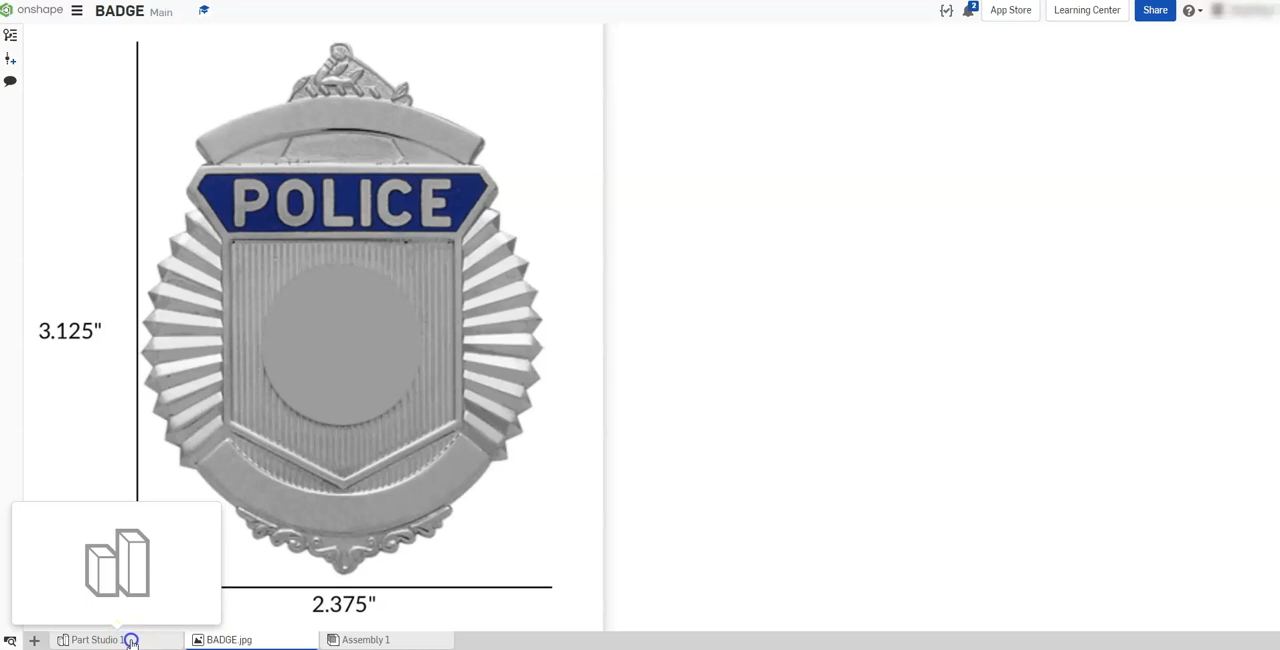 onshape BADGE Main 2 App Store Learning Center Share
POLICE
3.125"
2.375"
Part Studio 1 BADGE.jpg Assembly 1